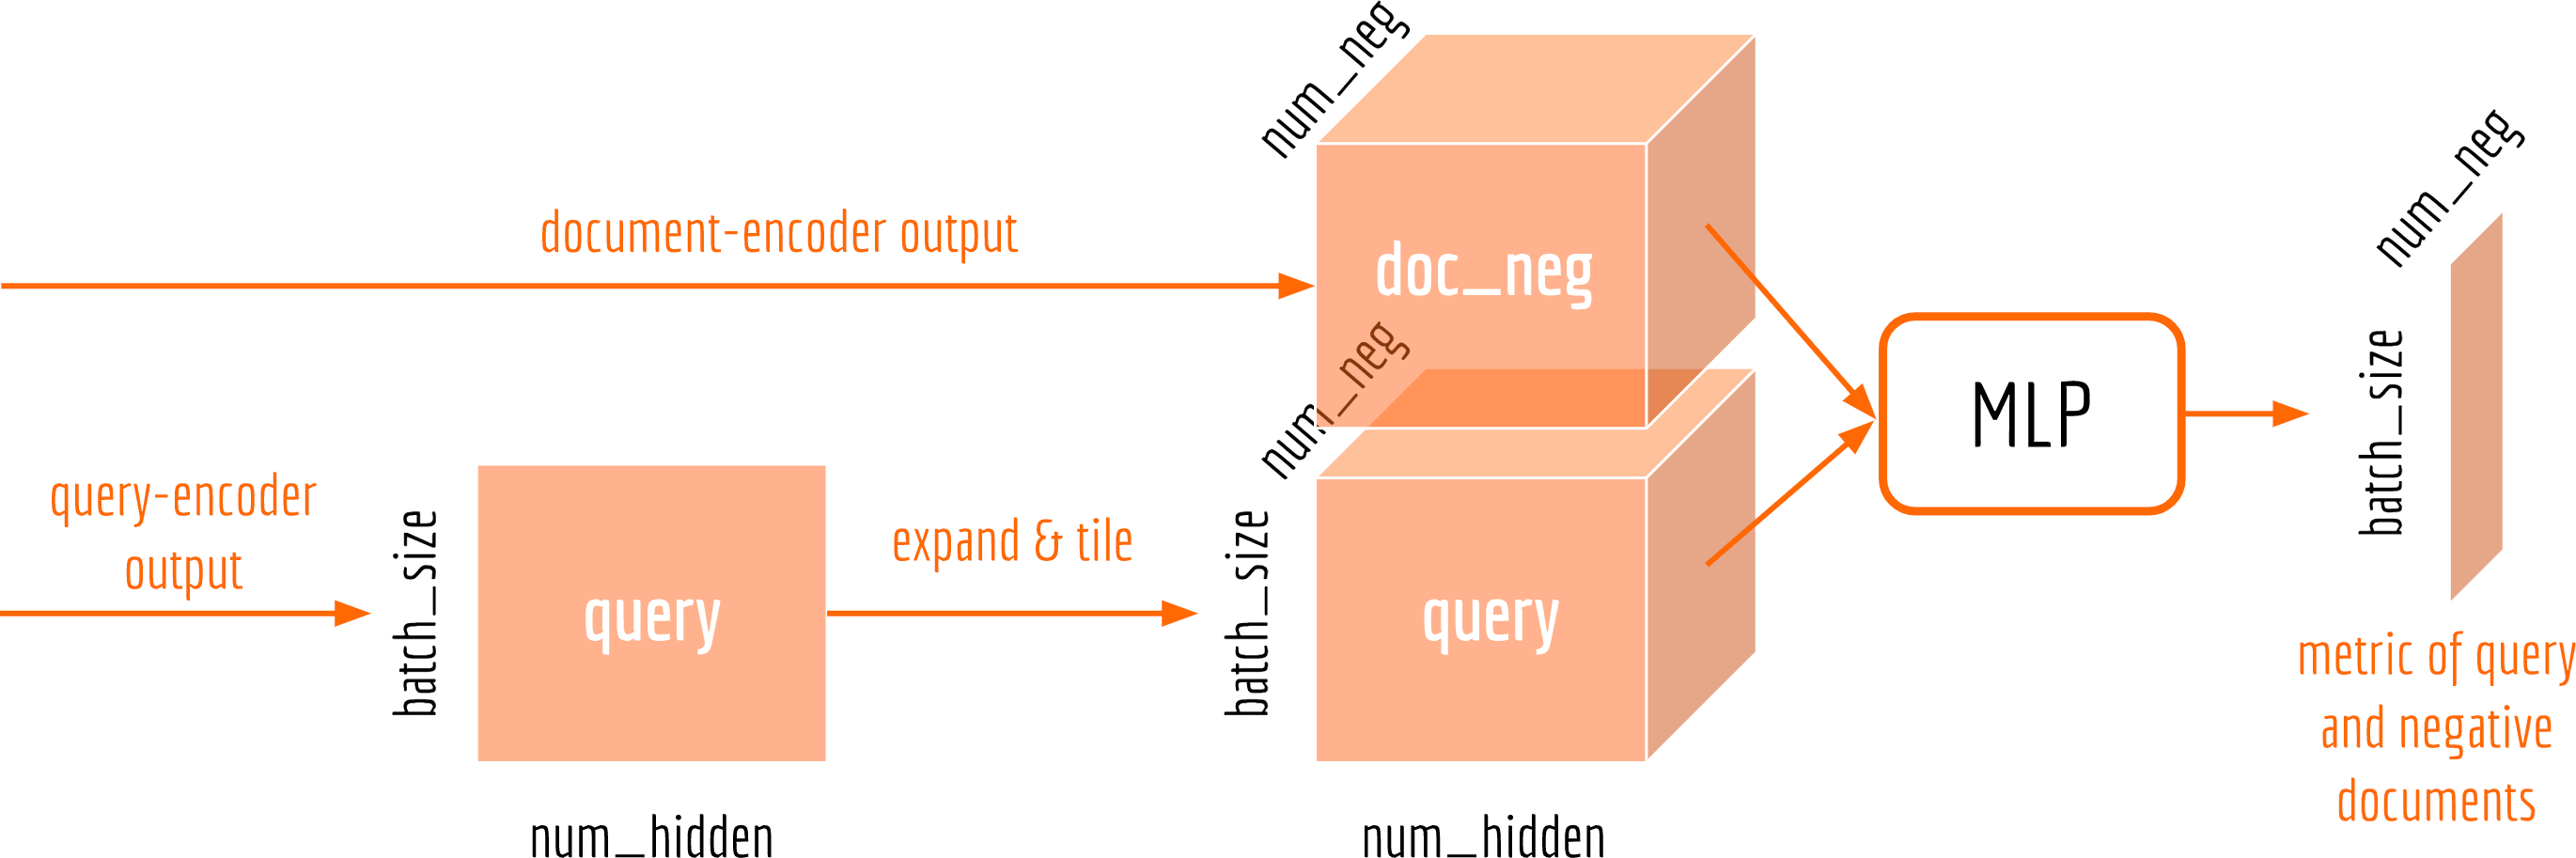 num_neg
document-encoder output
doc_neg
num_neg
MLP
num_neg
batch_size
query-encoder
output
batch_size
query
expand & tile
batch_size
query
num_hidden
num_hidden
metric of query
and negative
documents